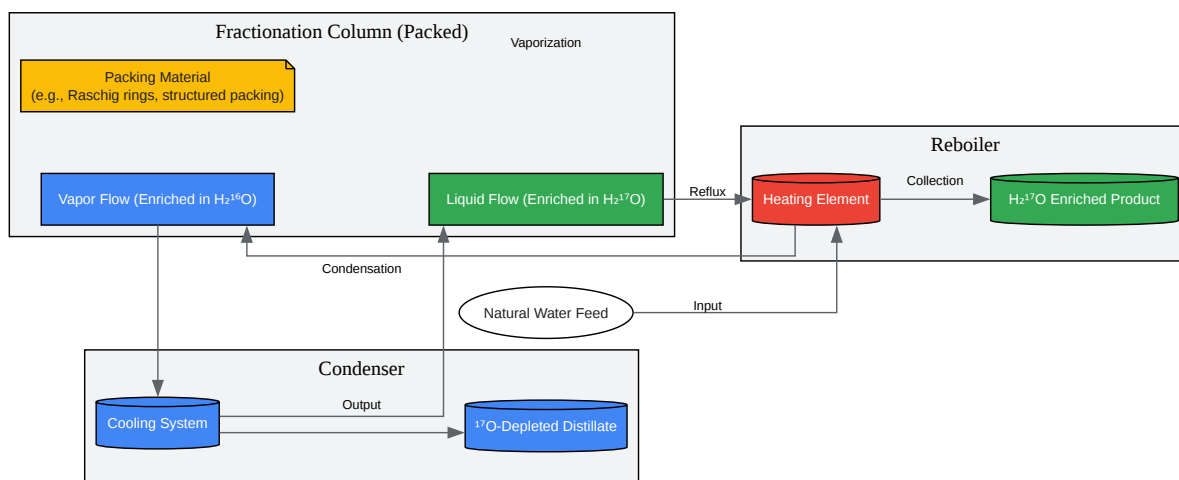 Fractionation Column (Packed)
Vaporization
Packing Material
(e.g., Raschig rings, structured packing)
Reboiler
Vapor Flow (Enriched in H₂¹⁶O)
Liquid Flow (Enriched in H₂¹⁷O)
Reflux
Heating Element
Collection
H₂¹⁷O Enriched Product
Condensation
Natural Water Feed
Input
Condenser
Cooling System
Output
¹⁷O-Depleted Distillate